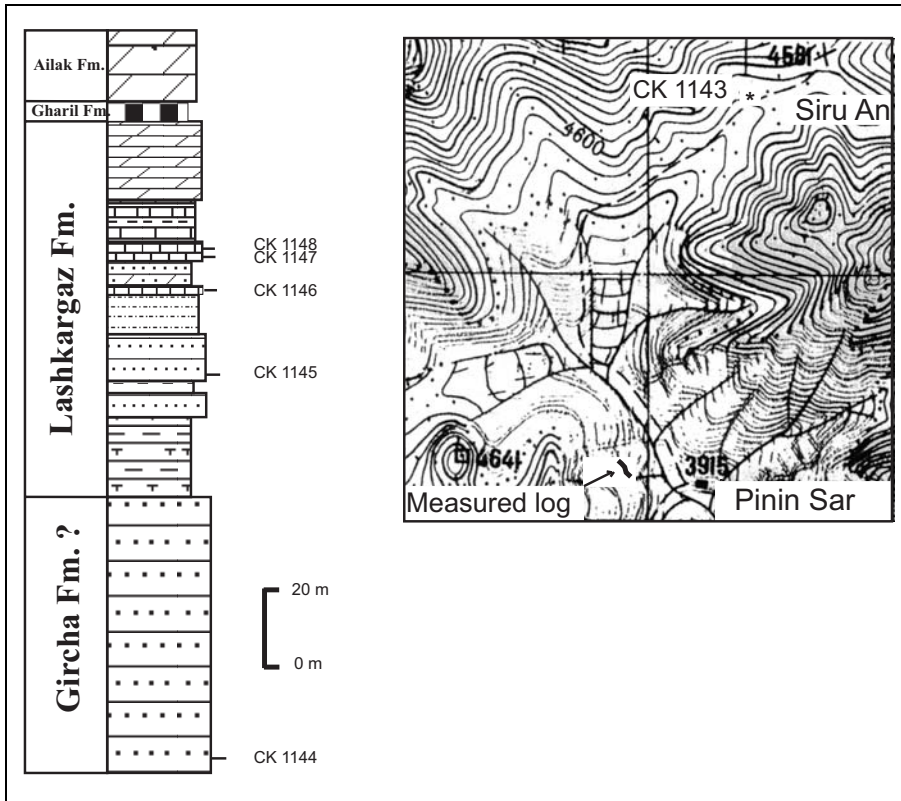 Ailak Fm.
Gharil Fm.
Lashkargaz Fm.
Gircha Fm. ?
CK 1148
CK 1147
CK 1146
CK 1145
CK 1144
20 m
0 m
4581
CK 1143 *
Siru An
4600
4641
3915
Measured log
Pinin Sar